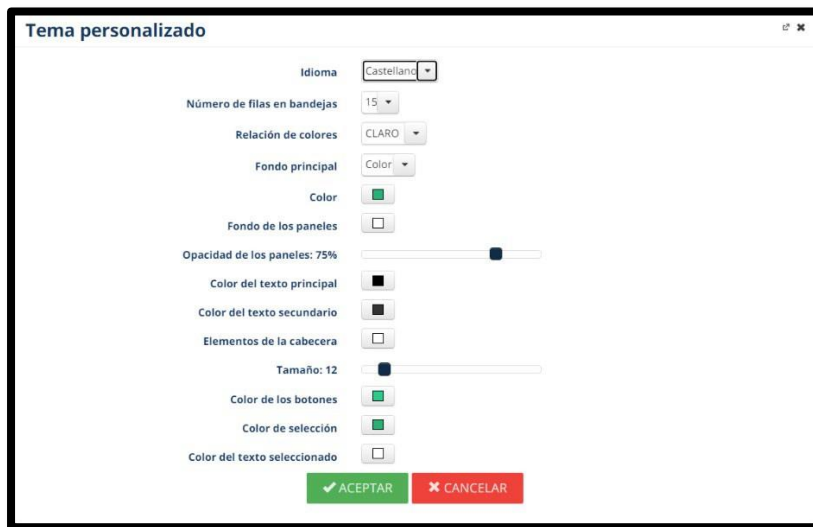 Tema personalizado
Idioma Castellano
Número de filas en bandejas 15
Relación de colores CLARO
Fondo principal Color
Color
Fondo de los paneles
Opacidad de los paneles: 75%
Color del texto principal
Color del texto secundario
Elementos de la cabecera
Tamaño: 12
Color de los botones
Color de selección
Color del texto seleccionado
ACEPTAR CANCELAR